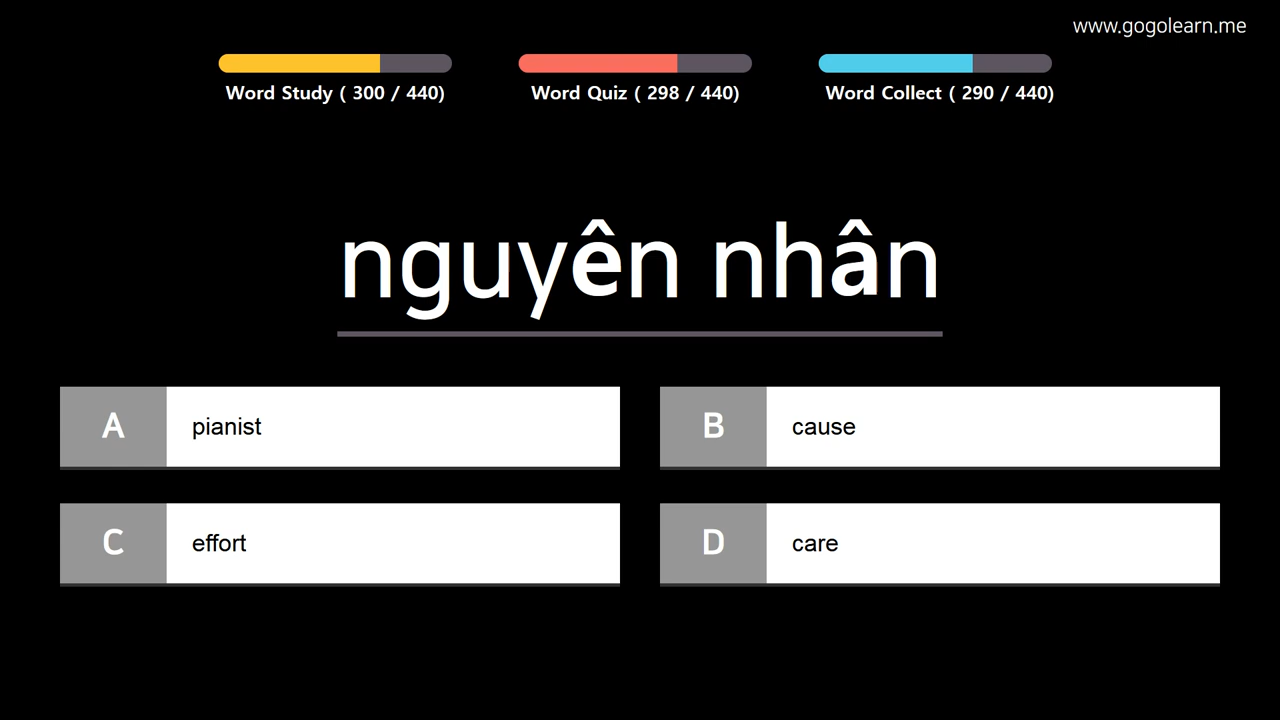 www.gogolearn.me
Word Study ( 300 / 440)
Word Quiz ( 298 / 440)
Word Collect ( 290 / 440)
nguyên nhân
A pianist
B cause
C effort
D care